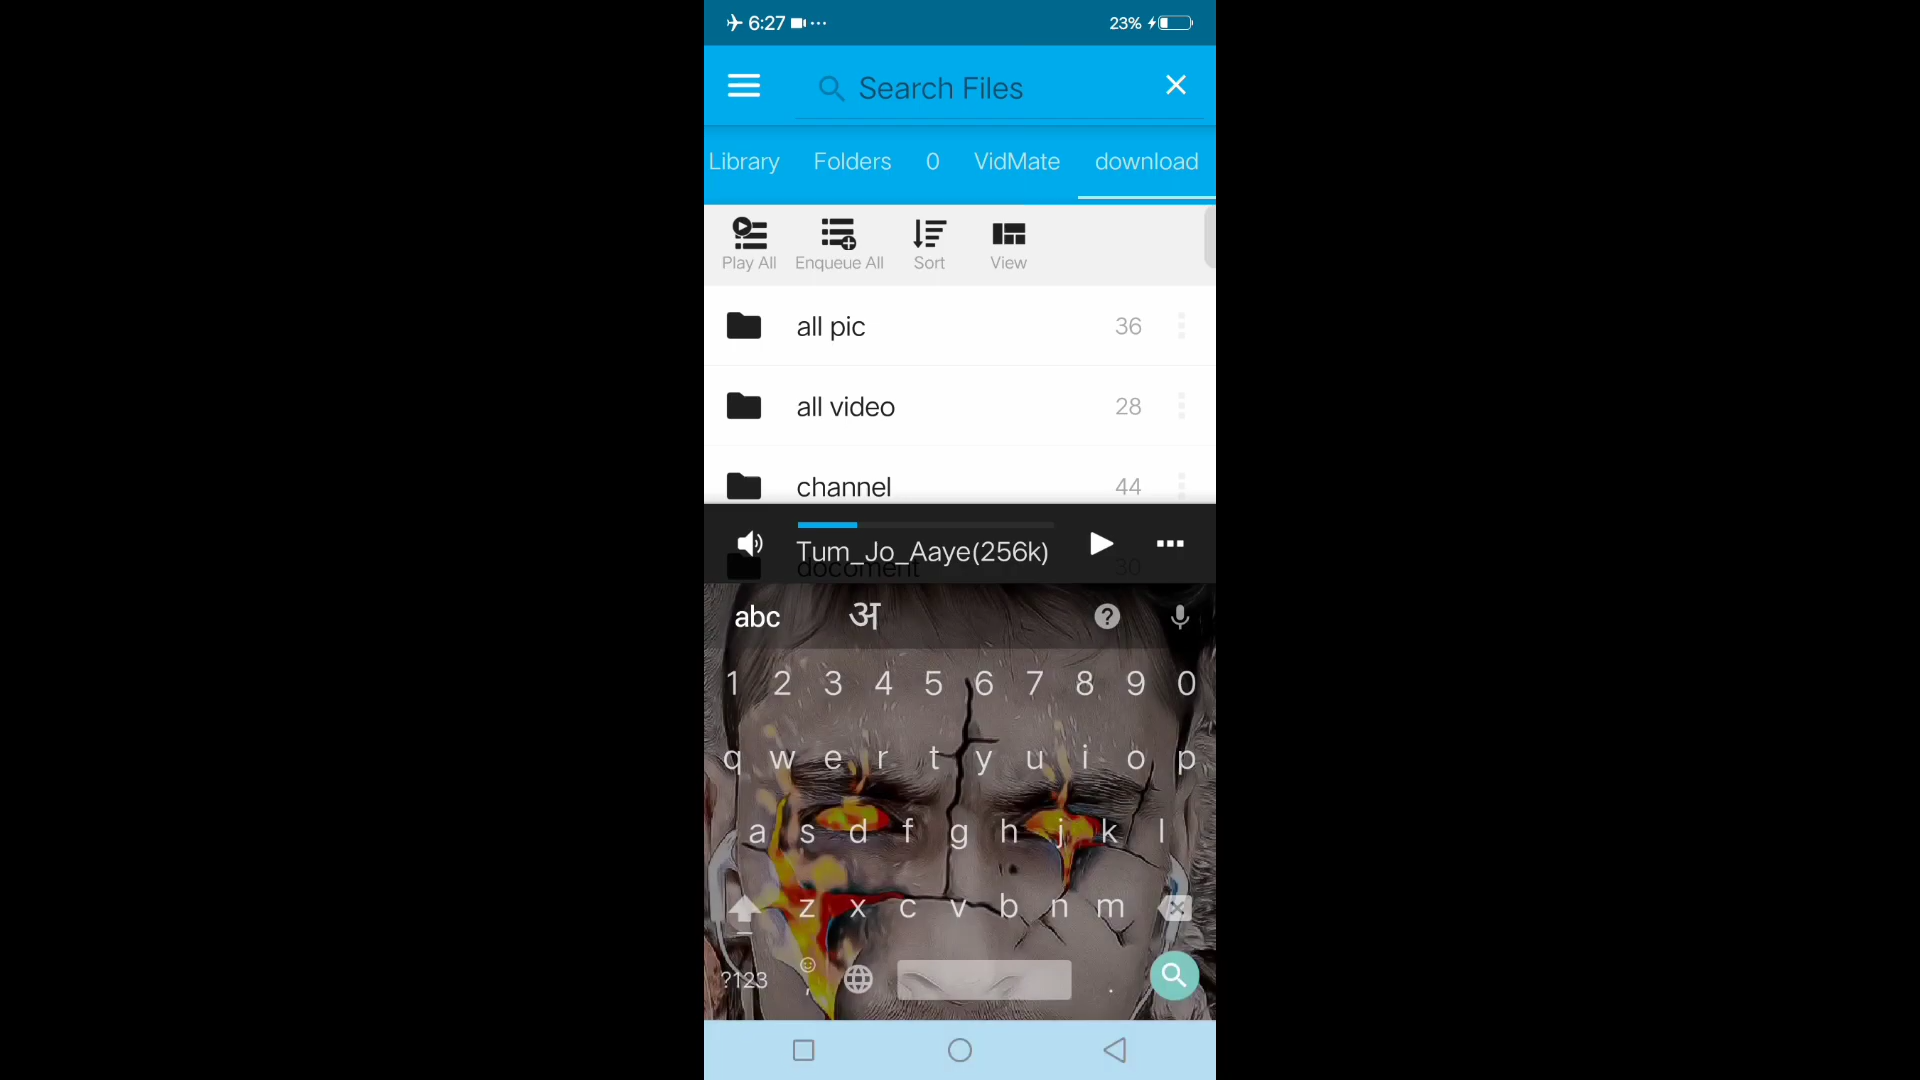 6:27 23%
Search Files
Library Folders 0 VidMate download
Play All Enqueue All Sort View
all pic 36
all video 28
channel 44
Tum_Jo_Aaye(256k)
docoment 30
abc अ ?
1 2 3 4 5 6 7 8 9 0
q w e r t y u i o p
a s d f g h j k l
z x c v b n m
?123 , .